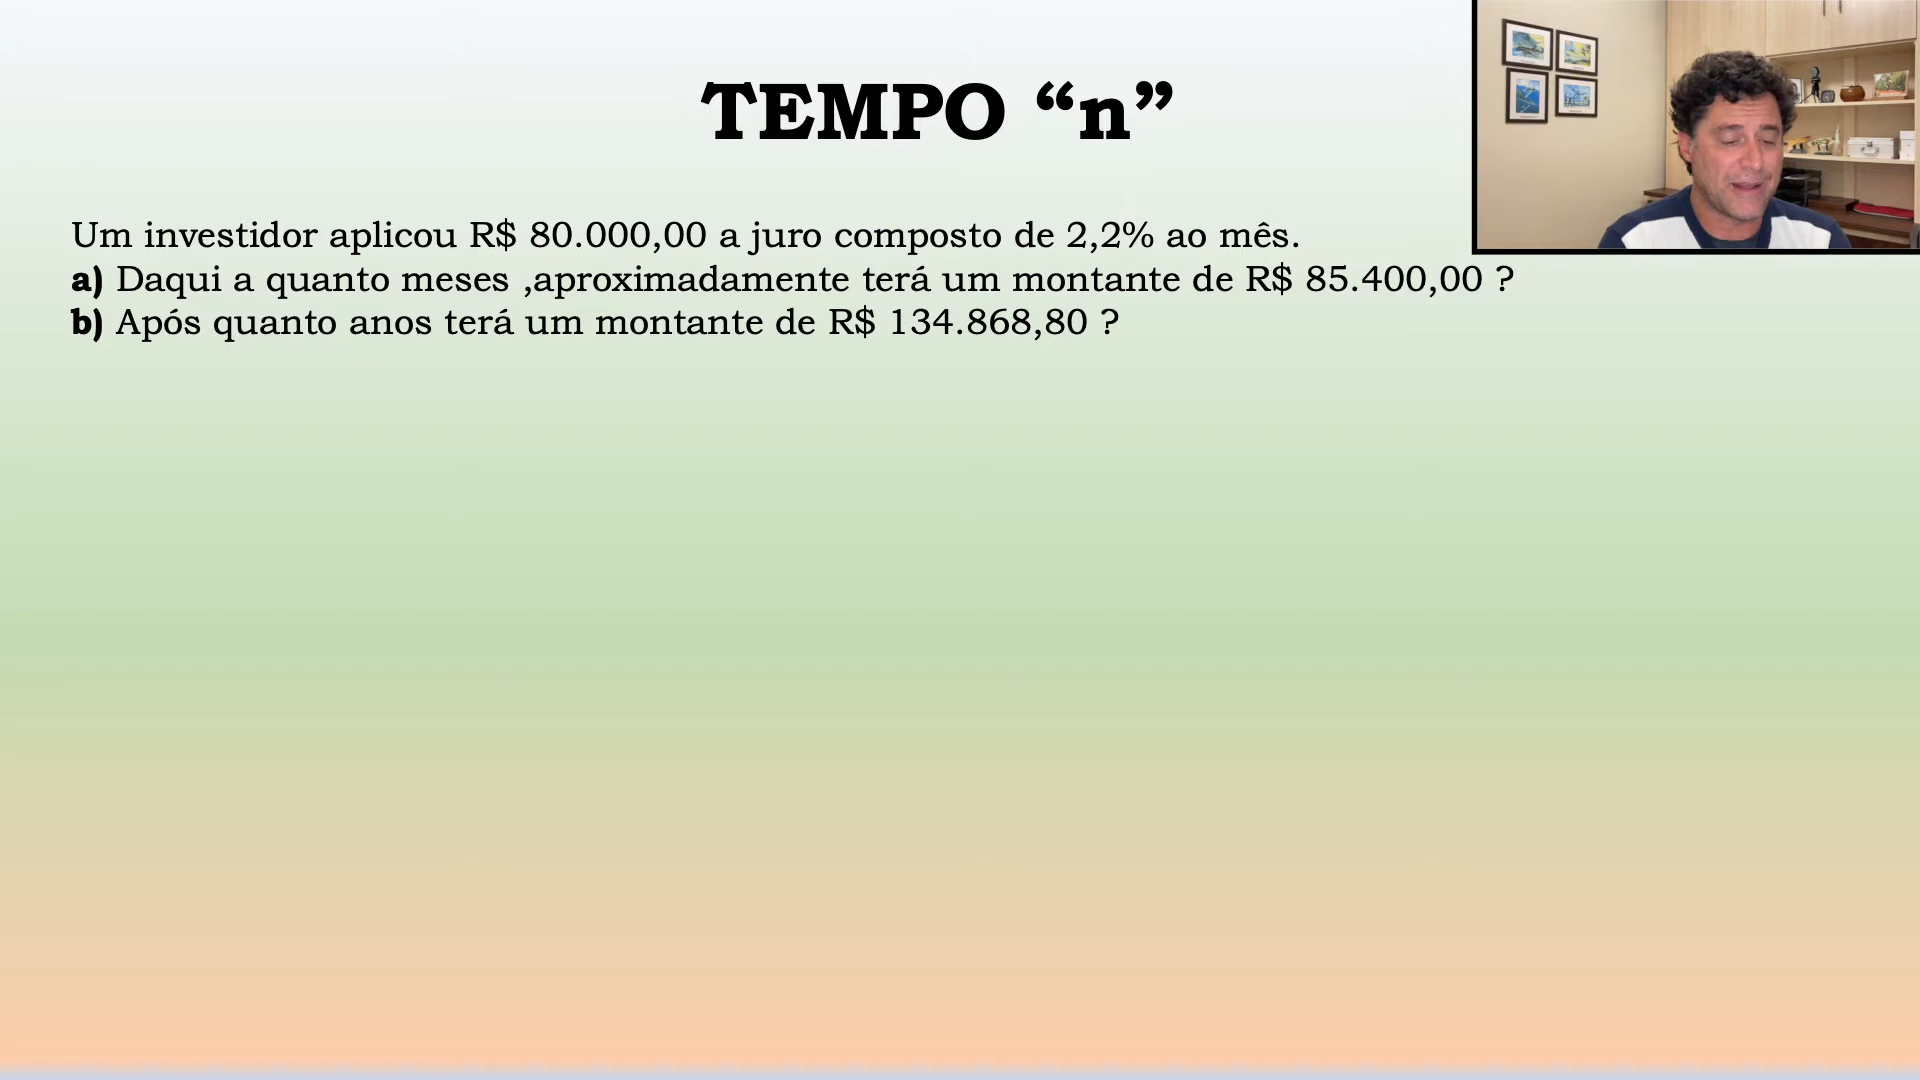 TEMPO “n”
Um investidor aplicou R$ 80.000,00 a juro composto de 2,2% ao mês.
a) Daqui a quanto meses ,aproximadamente terá um montante de R$ 85.400,00 ?
b) Após quanto anos terá um montante de R$ 134.868,80 ?